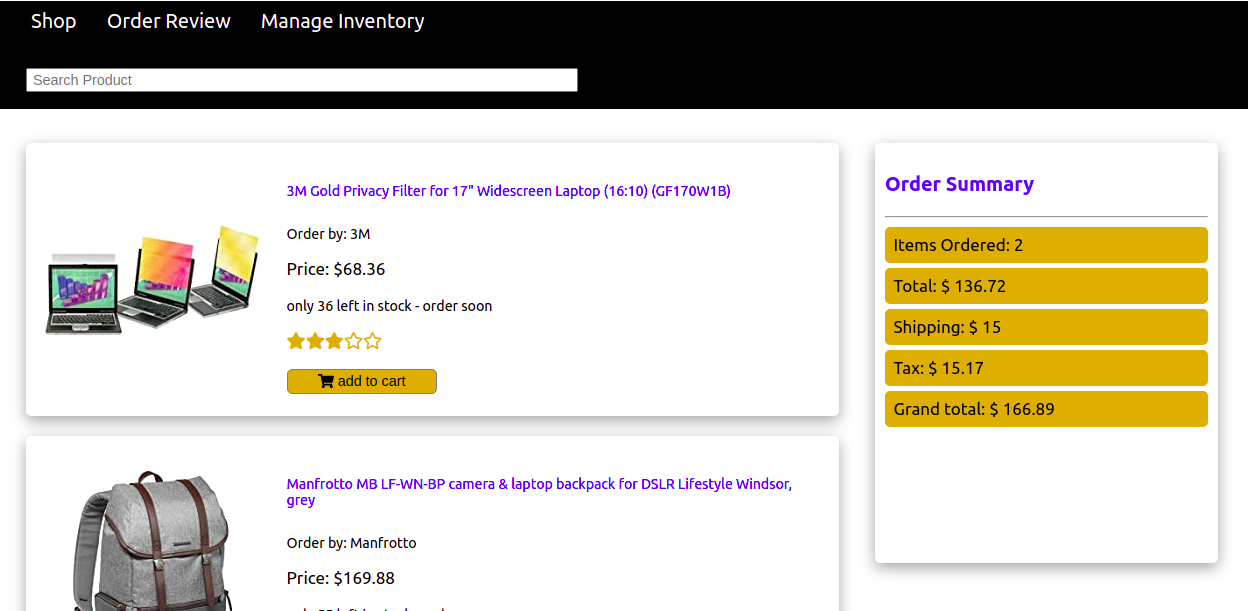 Shop
Order Review
Manage Inventory
Search Product
3M Gold Privacy Filter for 17" Widescreen Laptop (16:10) (GF170W1B)
Order by: 3M
Price: $68.36
only 36 left in stock - order soon
add to cart
Manfrotto MB LF-WN-BP camera & laptop backpack for DSLR Lifestyle Windsor,
grey
Order by: Manfrotto
Price: $169.88
Order Summary
Items Ordered: 2
Total: $ 136.72
Shipping: $ 15
Tax: $ 15.17
Grand total: $ 166.89